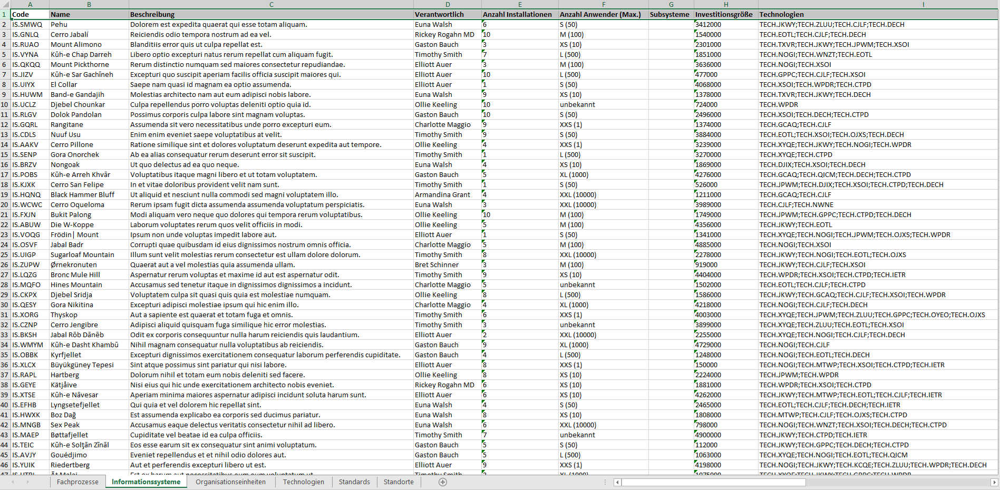 A B C D E F G H I
1 Code Name Beschreibung Verantwortlich Anzahl Installationen Anzahl Anwender (Max.) Subsysteme Investitionsgröße Technologien
2 IS.SMWQ Pehu Dolorem est expedita quaerat qui esse totam aliquam. Euna Walsh 6 S (50) 3412000 TECH.JKWY;TECH.ZLUU;TECH.CJLF;TECH.DECH
3 IS.GNLQ Cerro Jabalí Reiciendis odio tempora nostrum ad ea vel. Rickey Rogahn MD 10 M (100) 1540000 TECH.EOTL;TECH.CJLF;TECH.DECH
4 IS.RUAO Mount Alimono Blanditiis error quis ut culpa repellat est. Gaston Bauch 3 XS (10) 2301000 TECH.TXVR;TECH.JKWY;TECH.JPWM;TECH.XSOI
5 IS.VYNA Kūh-e Chap Darreh Libero optio excepturi natus rerum repellat cum aliquam fugit. Timothy Smith 7 L (500) 1851000 TECH.NOGI;TECH.WNZT;TECH.EOTL
6 IS.QKQQ Mount Pickthorne Rerum distinctio numquam sed maiores consectetur repudiandae. Elliott Auer 3 M (100) 3636000 TECH.NOGI;TECH.XSOI
7 IS.JIZV Kūh-e Sar Gachīneh Excepturi quo suscipit aperiam facilis officia suscipit maiores qui. Elliott Auer 10 L (500) 477000 TECH.GPPC;TECH.CJLF;TECH.XSOI
8 IS.UIYX El Collar Saepe nam quasi id magnam ea optio assumenda. Elliott Auer 1 S (50) 4068000 TECH.XSOI;TECH.WPDR;TECH.CTPD
9 IS.HUWM Band-e Gandajih Molestias architecto nam aut eum adipisci nobis labore. Euna Walsh 9 XS (10) 1378000 TECH.TXVR;TECH.JKWY;TECH.DECH
10 IS.UCLZ Djebel Chounkar Culpa repellendus porro voluptas deleniti optio quia id. Ollie Keeling 10 unbekannt 724000 TECH.WPDR
11 IS.RLGV Dolok Pandolan Possimus corporis culpa labore sint magnam voluptas. Gaston Bauch 10 S (50) 2496000 TECH.XSOI;TECH.DECH;TECH.CTPD
12 IS.GQRL Rangitane Assumenda sit vero necessitatibus unde porro excepturi eum. Charlotte Maggio 9 XXS (1) 1374000 TECH.GCAQ;TECH.CJLF
13 IS.CDLS Nuuf Usu Enim enim eveniet saepe voluptatibus at velit. Timothy Smith 9 S (50) 3884000 TECH.EOTL;TECH.XSOI;TECH.OJXS;TECH.DECH
14 IS.AAKV Cerro Pillone Ratione similique sint et dolores voluptatum deserunt expedita aut tempore. Ollie Keeling 4 XXS (1) 3239000 TECH.XYQE;TECH.JKWY;TECH.NOGI;TECH.WPDR
15 IS.SENP Gora Onorchek Ab ea alias consequatur rerum deserunt error sit suscipit. Timothy Smith 1 L (500) 3270000 TECH.XYQE;TECH.CTPD
16 IS.BRZV Nongoak Ut quo delectus ad ea quo neque. Euna Walsh 4 XS (10) 1869000 TECH.DJIX;TECH.XSOI;TECH.DECH
17 IS.POBS Kūh-e Arreh Khvār Voluptatibus itaque magni libero et ut totam voluptatem. Gaston Bauch 5 XL (1000) 4276000 TECH.GCAQ;TECH.QICM;TECH.DECH;TECH.CTPD
18 IS.KJXK Cerro San Felipe In et vitae doloribus provident velit nam sunt. Timothy Smith 1 S (50) 526000 TECH.JPWM;TECH.DJIX;TECH.XSOI;TECH.CTPD;TECH.DECH
19 IS.HQNQ Black Hammer Bluff Ut aliquid et nesciunt nulla commodi sed magni voluptatem illo. Armandina Grant 4 XXL (10000) 1211000 TECH.GCAQ;TECH.CJLF
20 IS.WCWC Cerro Oqueloma Rerum ipsam fugit dicta assumenda assumenda voluptatum perspiciatis. Euna Walsh 3 XXL (10000) 3989000 TECH.CJLF;TECH.NWNE
21 IS.FXJN Bukit Palong Modi aliquam vero neque quo dolores qui tempora rerum voluptatibus. Ollie Keeling 10 M (100) 1749000 TECH.JPWM;TECH.GPPC;TECH.CTPD;TECH.DECH
22 IS.ABUW Die W-Koppe Laborum voluptates rerum quos velit officiis in modi. Ollie Keeling 5 M (100) 4356000 TECH.JKWY;TECH.EOTL
23 IS.VOQG Frödin| Mount Ipsum non unde voluptas impedit labore aut. Elliott Auer 1 S (50) 1341000 TECH.XYQE;TECH.NOGI;TECH.JPWM;TECH.OJXS;TECH.WPDR
24 IS.OSVF Jabal Badr Corrupti quae quibusdam id eius dignissimos nostrum omnis officia. Charlotte Maggio 5 M (100) 4885000 TECH.NOGI;TECH.XSOI
25 IS.UIGP Sugarloaf Mountain Illum sunt velit molestias rerum consectetur est ullam dolore dolorum. Timothy Smith 8 XXL (10000) 2278000 TECH.JKWY;TECH.NOGI;TECH.EOTL;TECH.OJXS
26 IS.ZUPW Ørnekronuten Quaerat aut a vel molestias quia assumenda ullam. Bret Schinner 3 M (100) 919000 TECH.JKWY;TECH.CJLF;TECH.XSOI
27 IS.LQZG Bronc Mule Hill Aspernatur rerum voluptas et maxime id aut est aspernatur odit. Timothy Smith 9 XS (10) 4404000 TECH.WPDR;TECH.XSOI;TECH.CTPD;TECH.IETR
28 IS.MQFO Hines Mountain Accusamus sed tenetur itaque in dignissimos dignissimos a incidunt. Charlotte Maggio 5 unbekannt 1502000 TECH.EOTL;TECH.CJLF;TECH.CTPD
29 IS.CKPX Djebel Sridja Voluptatem culpa sit quasi quis quia est molestiae numquam. Ollie Keeling 8 L (500) 1586000 TECH.JKWY;TECH.GCAQ;TECH.CJLF;TECH.XSOI;TECH.WPDR
30 IS.QESY Gora Nikitina Excepturi adipisci molestiae ipsum qui hic enim illo. Charlotte Maggio 4 XL (1000) 4218000 TECH.NOGI;TECH.CJLF;TECH.DECH
31 IS.XORG Thyskop Aut a sapiente est quaerat et totam fuga et omnis. Timothy Smith 6 XXS (1) 4003000 TECH.XYQE;TECH.JPWM;TECH.ZLUU;TECH.GPPC;TECH.OYEO;TECH.OJXS
32 IS.CZNP Cerro Jengibre Adipisci aliquid quisquam fuga similique hic error molestias. Timothy Smith 3 unbekannt 3899000 TECH.XYQE;TECH.ZLUU;TECH.EOTL;TECH.XSOI
33 IS.BKSH Jabal Rōb Dānēb Odit ex corporis consequuntur nulla harum reiciendis quis laudantium. Elliott Auer 2 XXL (10000) 2255000 TECH.XYQE;TECH.NOGI;TECH.CJLF;TECH.DECH
34 IS.WMYM Kūh-e Dasht Khambū Nihil magnam consequatur nulla voluptatibus ab reiciendis. Gaston Bauch 9 XL (1000) 4729000 TECH.NOGI;TECH.CJLF
35 IS.OBBK Kyrfjellet Excepturi dignissimos exercitationem consequatur laborum perferendis cupiditate. Gaston Bauch 4 L (500) 1248000 TECH.NOGI;TECH.EOTL;TECH.DECH
36 IS.XLCX Büyükgüney Tepesi Sint atque possimus sint pariatur qui nisi labore. Elliott Auer 8 XXS (1) 150000 TECH.NOGI;TECH.MTWP;TECH.XSOI;TECH.CTPD;TECH.IETR
37 IS.RAPL Hartberg Dolorum nihil et totam eum nobis deleniti sed facere. Ollie Keeling 8 XS (10) 2224000 TECH.JPWM;TECH.WPDR
38 IS.GEYE Kätjåive Nisi eius qui hic unde exercitationem architecto nobis eveniet. Rickey Rogahn MD 6 XS (10) 1881000 TECH.WPDR;TECH.XSOI;TECH.CTPD
39 IS.XTSE Kūh-e Nāvesar Aperiam minima maiores aspernatur adipisci incidunt soluta harum sunt. Elliott Auer 6 XS (10) 4262000 TECH.JKWY;TECH.MTWP;TECH.EOTL;TECH.CJLF;TECH.IETR
40 IS.EFHB Lyngsetefjellet Qui quia et vel dolorem hic repellat sint. Euna Walsh 4 S (50) 2465000 TECH.EOTL;TECH.CJLF;TECH.DECH;TECH.IETR
41 IS.HWXK Boz Dağ Est assumenda explicabo ea corporis sed ducimus pariatur. Euna Walsh 8 XS (10) 1808000 TECH.MTWP;TECH.CJLF;TECH.OJXS;TECH.CTPD
42 IS.MNGB Sex Peak Accusamus eaque delectus veritatis consectetur nihil ad libero. Euna Walsh 6 XXL (10000) 798000 TECH.NOGI;TECH.WNZT;TECH.XSOI;TECH.DECH;TECH.CTPD
43 IS.MAEP Bøttafjellet Cupiditate vel beatae id ea culpa officiis. Timothy Smith 7 unbekannt 4900000 TECH.JKWY;TECH.CTPD;TECH.IETR
44 IS.TEIC Kūh-e Solţān Zīnāl Eos esse earum sit ex consequatur sint animi voluptatum. Gaston Bauch 5 S (50) 112000 TECH.JKWY;TECH.GPPC;TECH.DECH;TECH.CTPD
45 IS.AVJY Gouédjimo Eveniet repellendus et et nihil odio dolores aut. Gaston Bauch 5 L (500) 1063000 TECH.XYQE;TECH.NOGI;TECH.EOTL;TECH.QICM
46 IS.YUIK Riedertberg Aut et perferendis excepturi libero ut est. Elliott Auer 9 XXS (1) 4198000 TECH.NOGI;TECH.JKWY;TECH.KCQE;TECH.ZLUU;TECH.WPDR;TECH.DECH
Fachprozesse Informationssysteme Organisationseinheiten Technologien Standards Standorte